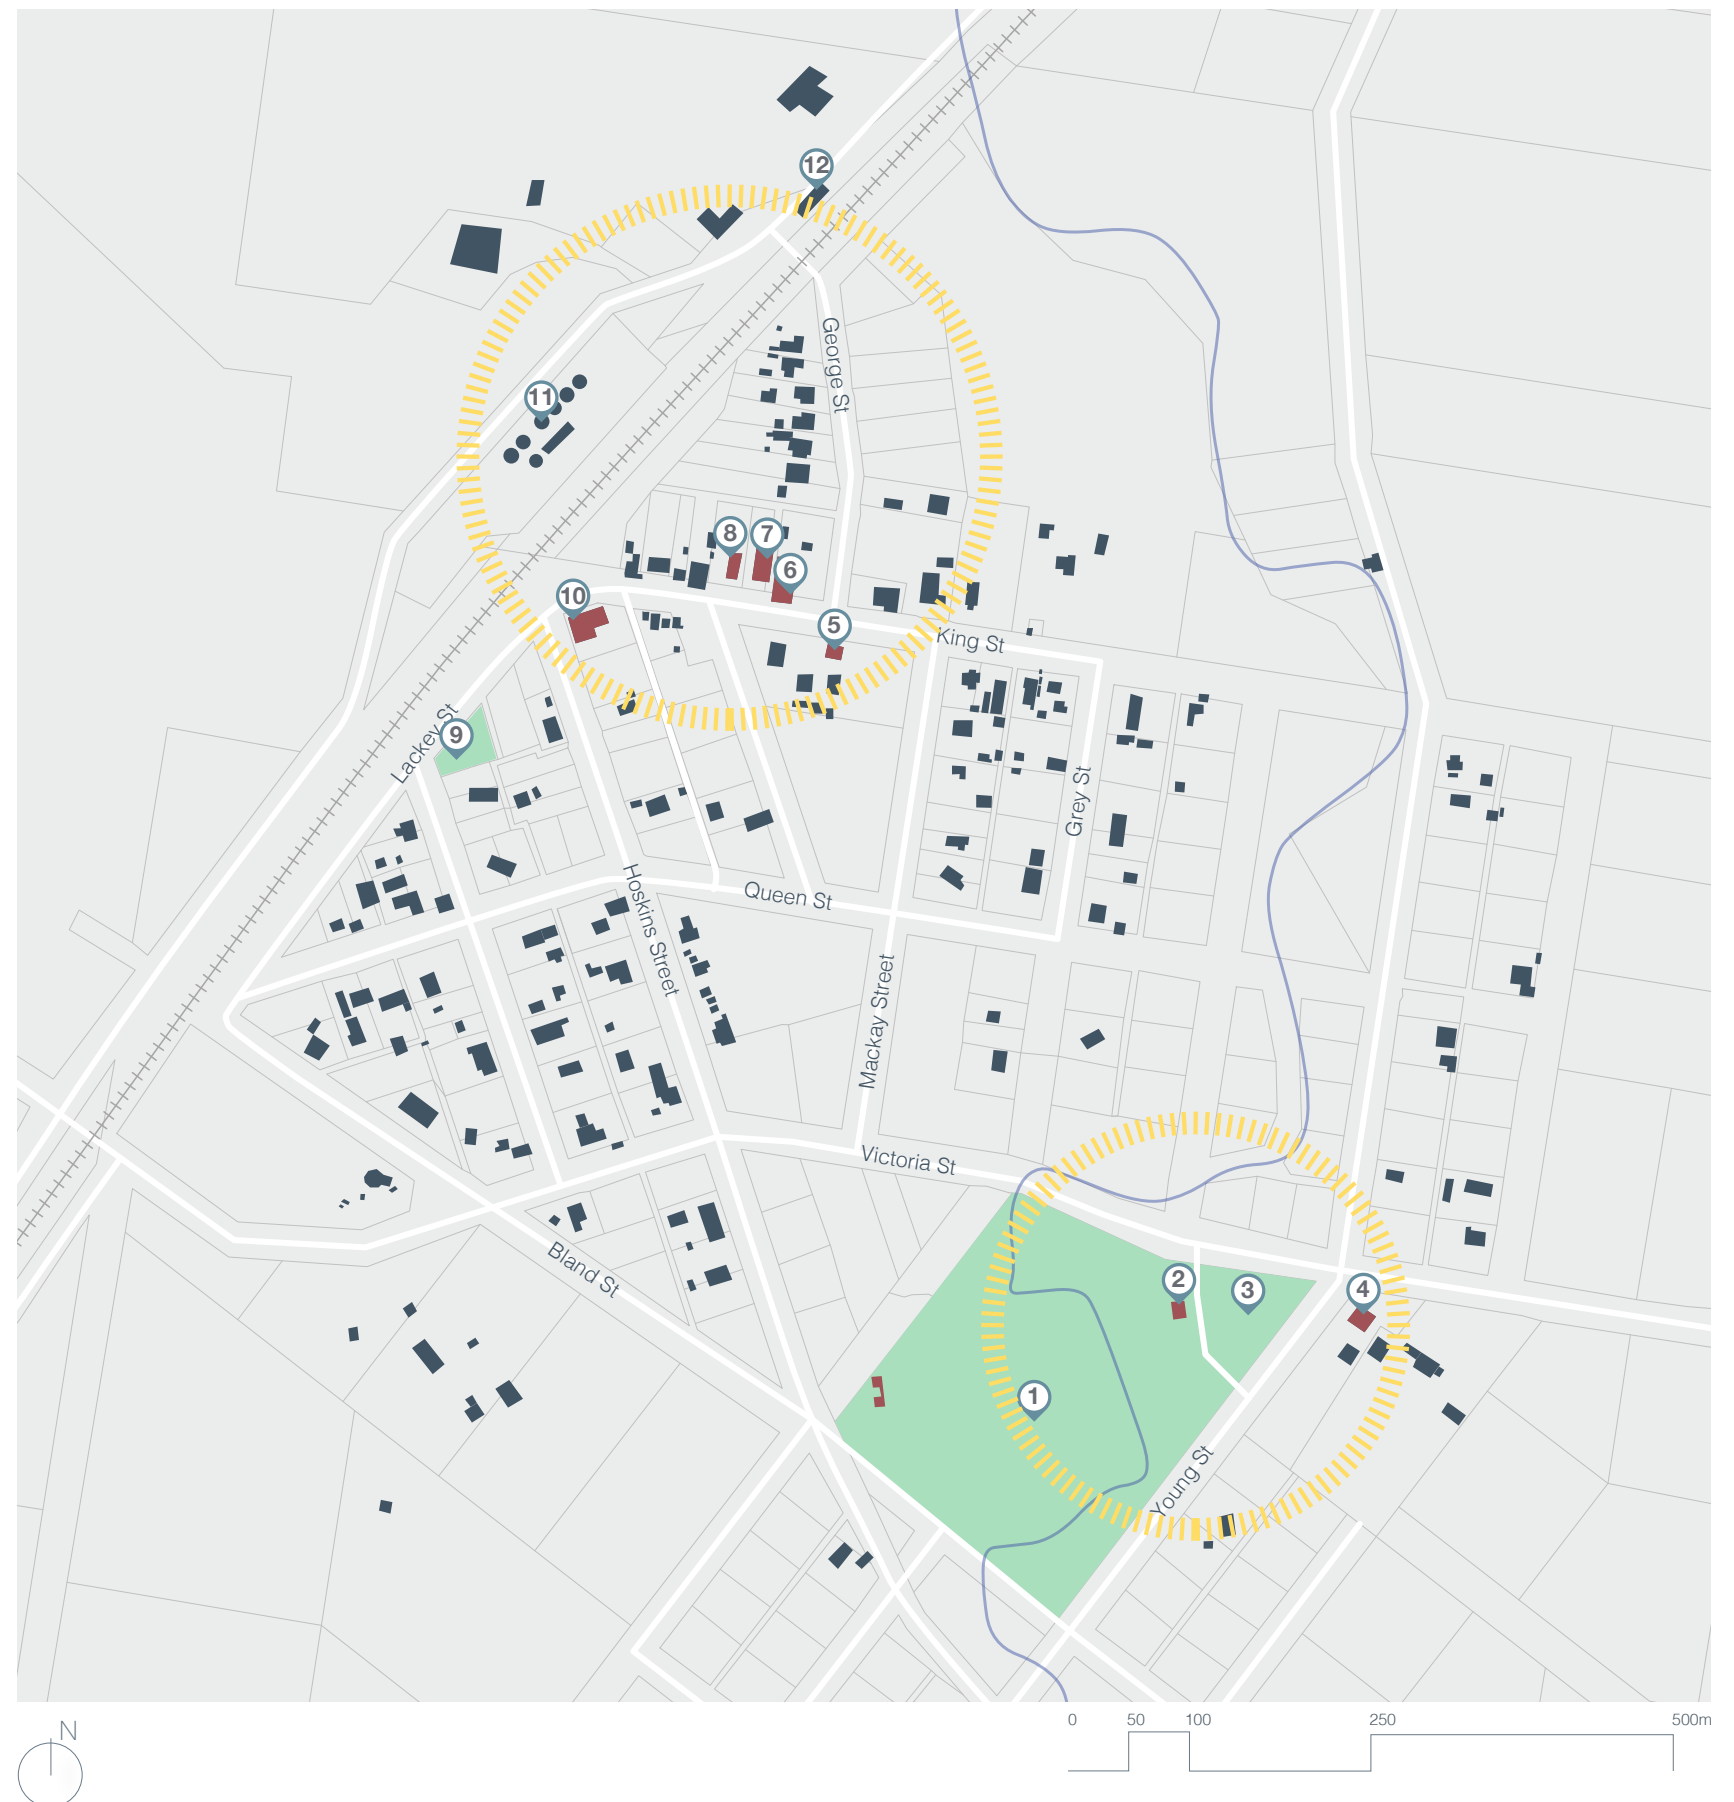 12
George St
11
8
7
6
10
5
King St
Lackey St
9
Grey St
Hoskins Street
Queen St
Mackay Street
Victoria St
Bland St
2
3
4
1
Young St
N
0 50 100 250 500m